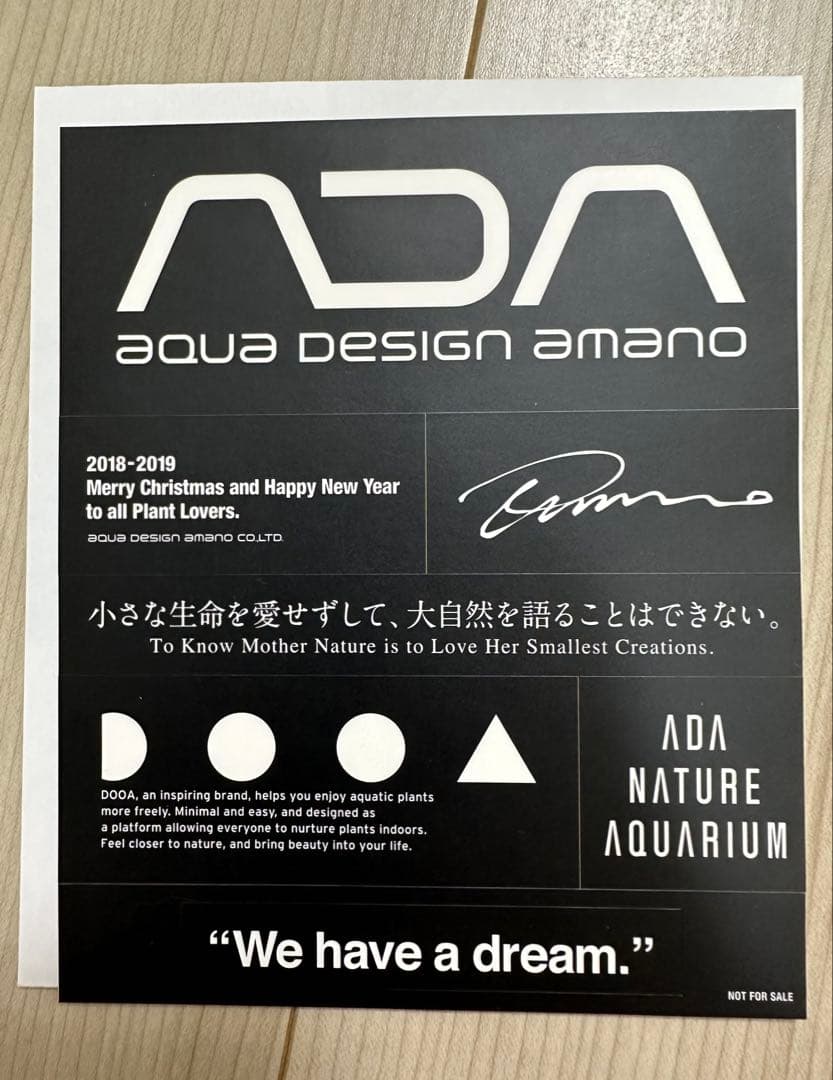 ADA
aqua Design amano
2018-2019
Merry Christmas and Happy New Year
to all Plant Lovers.
aqua Design amano CO.,LTD.
Amano
小さな生命を愛せずして、大自然を語ることはできない。
To Know Mother Nature is to Love Her Smallest Creations.
DOOA
DOOA, an inspiring brand, helps you enjoy aquatic plants
more freely. Minimal and easy, and designed as
a platform allowing everyone to nurture plants indoors.
Feel closer to nature, and bring beauty into your life.
ADA
NATURE
AQUARIUM
“We have a dream.”
NOT FOR SALE